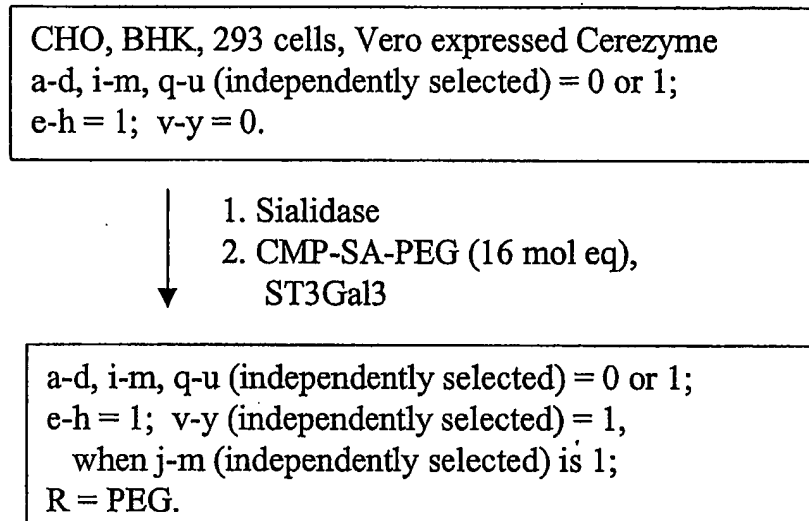 CHO, BHK, 293 cells, Vero expressed Cerezyme
a-d, i-m, q-u (independently selected) = 0 or 1;
e-h = 1; v-y = 0.
1. Sialidase
2. CMP-SA-PEG (16 mol eq),
ST3Gal3
a-d, i-m, q-u (independently selected) = 0 or 1;
e-h = 1; v-y (independently selected) = 1,
when j-m (independently selected) is 1;
R = PEG.